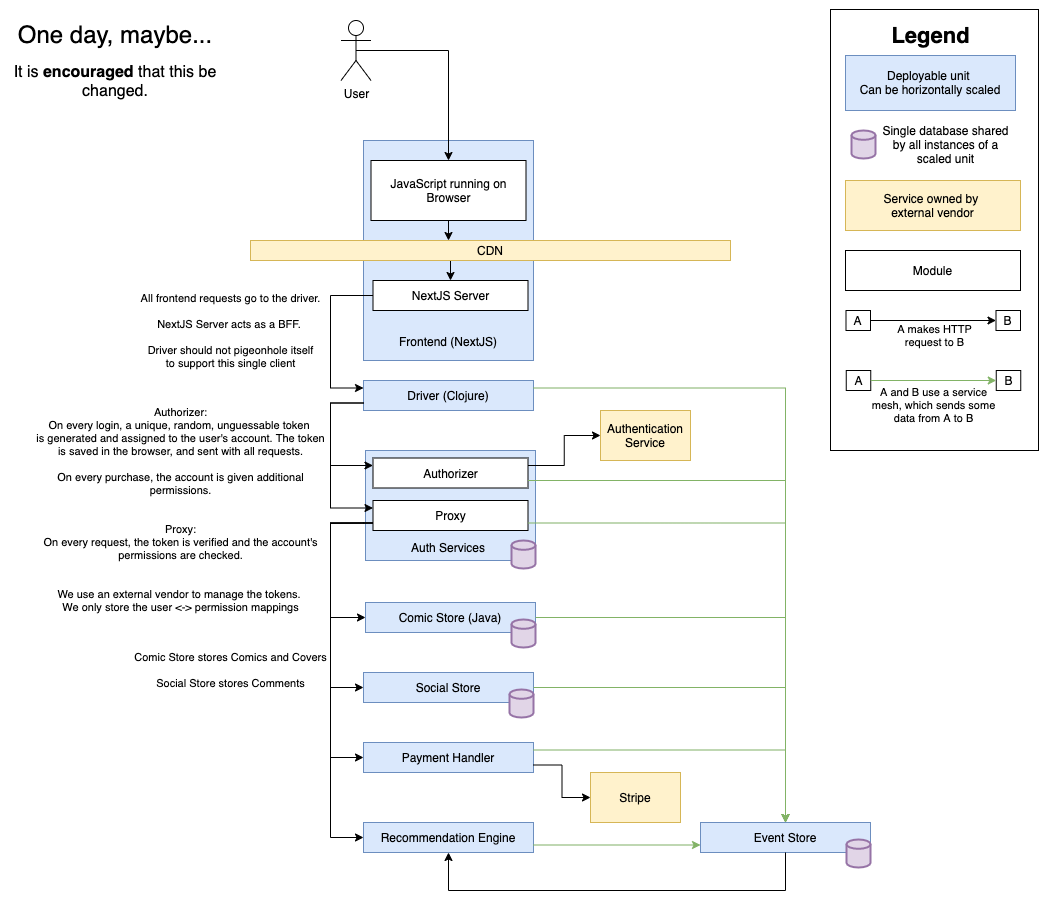 One day, maybe...
It is encouraged that this be
changed.
User
JavaScript running on
Browser
CDN
NextJS Server
Frontend (NextJS)
All frontend requests go to the driver.
NextJS Server acts as a BFF.
Driver should not pigeonhole itself
to support this single client
Driver (Clojure)
Authorizer:
On every login, a unique, random, unguessable token
is generated and assigned to the user's account. The token
is saved in the browser, and sent with all requests.
On every purchase, the account is given additional
permissions.
Authentication
Service
Authorizer
Proxy
Auth Services
Proxy:
On every request, the token is verified and the account's
permissions are checked.
We use an external vendor to manage the tokens.
We only store the user <-> permission mappings
Comic Store (Java)
Comic Store stores Comics and Covers
Social Store stores Comments
Social Store
Payment Handler
Stripe
Recommendation Engine
Event Store
Legend
Deployable unit
Can be horizontally scaled
Single database shared
by all instances of a
scaled unit
Service owned by
external vendor
Module
A
B
A makes HTTP
request to B
A
B
A and B use a service
mesh, which sends some
data from A to B